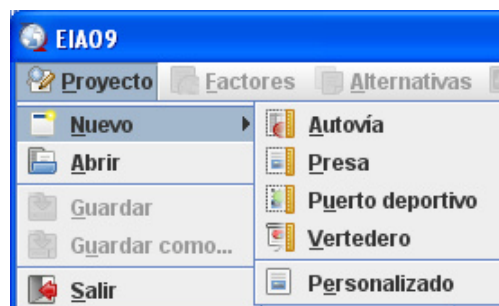 EIA09
Proyecto Factores Alternativas
Nuevo
Abrir
Guardar
Guardar como...
Salir
Autovía
Presa
Puerto deportivo
Vertedero
Personalizado